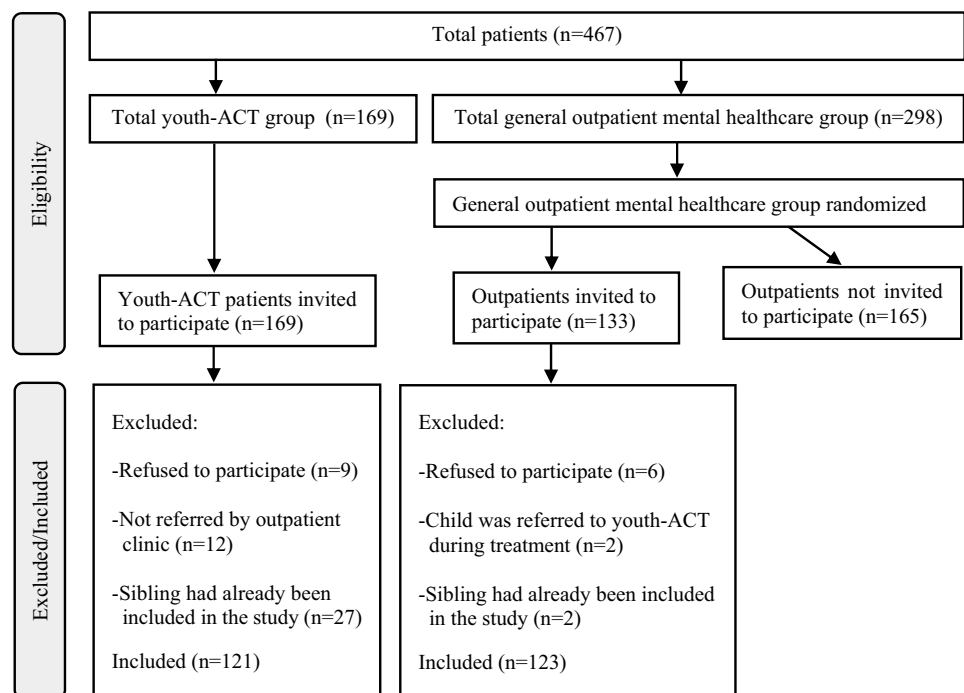 Eligibility
Total patients (n=467)
Total youth-ACT group (n=169)
Total general outpatient mental healthcare group (n=298)
General outpatient mental healthcare group randomized
Youth-ACT patients invited
to participate (n=169)
Outpatients invited to
participate (n=133)
Outpatients not invited
to participate (n=165)
Excluded/Included
Excluded:
-Refused to participate (n=9)
-Not referred by outpatient
clinic (n=12)
-Sibling had already been
included in the study (n=27)
Included (n=121)
Excluded:
-Refused to participate (n=6)
-Child was referred to youth-ACT
during treatment (n=2)
-Sibling had already been included
in the study (n=2)
Included (n=123)